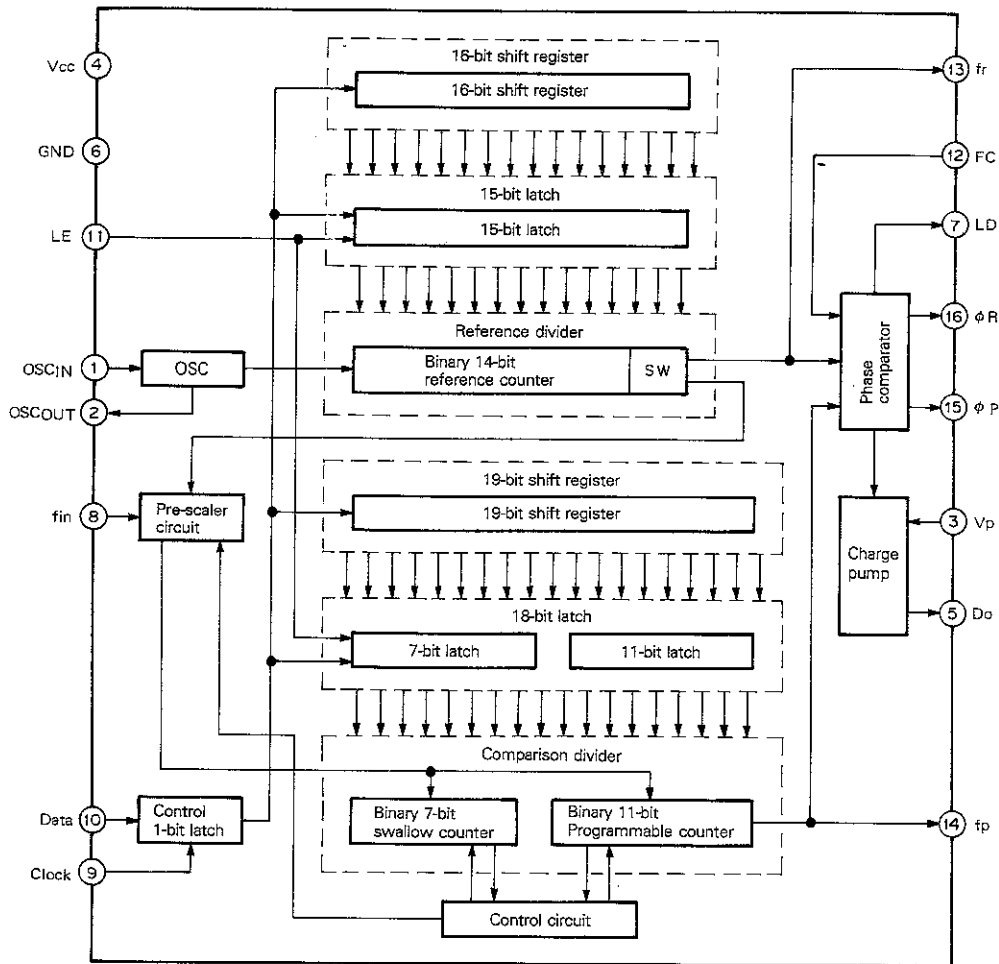 4
Vcc
6
GND
11
LE
1
OSCIN
2
OSCOUT
8
fin
10
Data
9
Clock
16-bit shift register
16-bit shift register
15-bit latch
15-bit latch
Reference divider
Binary 14-bit
reference counter
SW
OSC
Pre-scaler
circuit
19-bit shift register
19-bit shift register
18-bit latch
7-bit latch
11-bit latch
Comparison divider
Binary 7-bit
swallow counter
Binary 11-bit
Programmable counter
Control
1-bit latch
Control circuit
Phase
comparator
Charge
pump
13
fr
12
FC
7
LD
16
φR
15
φP
3
Vp
5
Do
14
fp